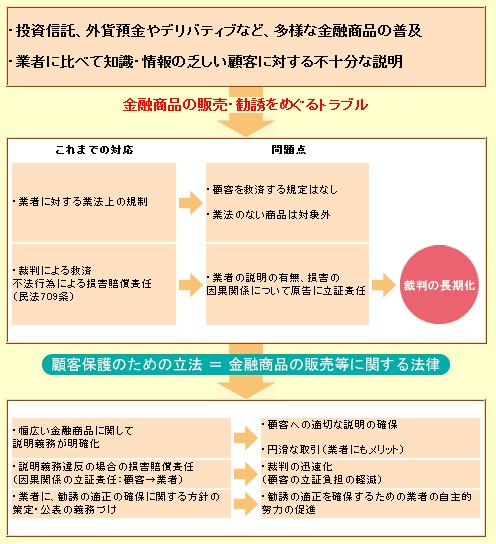 ・投資信託、外貨預金やデリバティブなど、多様な金融商品の普及
・業者に比べて知識・情報の乏しい顧客に対する不十分な説明
金融商品の販売・勧誘をめぐるトラブル
これまでの対応
問題点
・業者に対する業法上の規制
・顧客を救済する規定はなし
・業法のない商品は対象外
・裁判による救済
不法行為による損害賠償責任
(民法709条)
・業者の説明の有無、損害の
因果関係について原告に立証責任
裁判の長期化
顧客保護のための立法 = 金融商品の販売等に関する法律
・幅広い金融商品に関して
説明義務が明確化
・顧客への適切な説明の確保
・円滑な取引(業者にもメリット)
・説明義務違反の場合の損害賠償責任
(因果関係の立証責任:顧客→業者)
・裁判の迅速化
(顧客の立証負担の軽減)
・業者に、勧誘の適正の確保に関する方針の
策定・公表の義務づけ
・勧誘の適正を確保するための業者の自主的
努力の促進